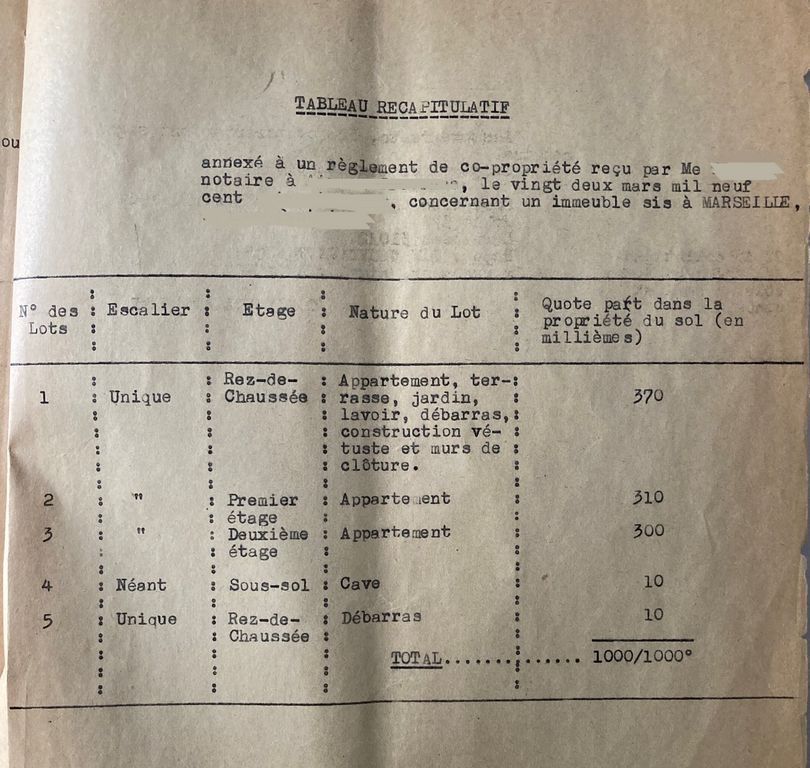 ou
TABLEAU RECAPITULATIF
annexé à un règlement de co-propriété reçu par Me
notaire à , le vingt deux mars mil neuf
cent , concernant un immeuble sis à MARSEILLE,
N° des Lots : Escalier : Etage : Nature du Lot : Quote part dans la
propriété du sol (en
millièmes)
1 : Unique : Rez-de- : Appartement, ter- : 370
Chaussée : rasse, jardin,
lavoir, débarras,
construction vé-
tuste et murs de
clôture.
2 : " : Premier : Appartement : 310
étage
3 : " : Deuxième : Appartement : 300
étage
4 : Néant : Sous-sol : Cave : 10
5 : Unique : Rez-de- : Débarras : 10
Chaussée
TOTAL............. 1000/1000°